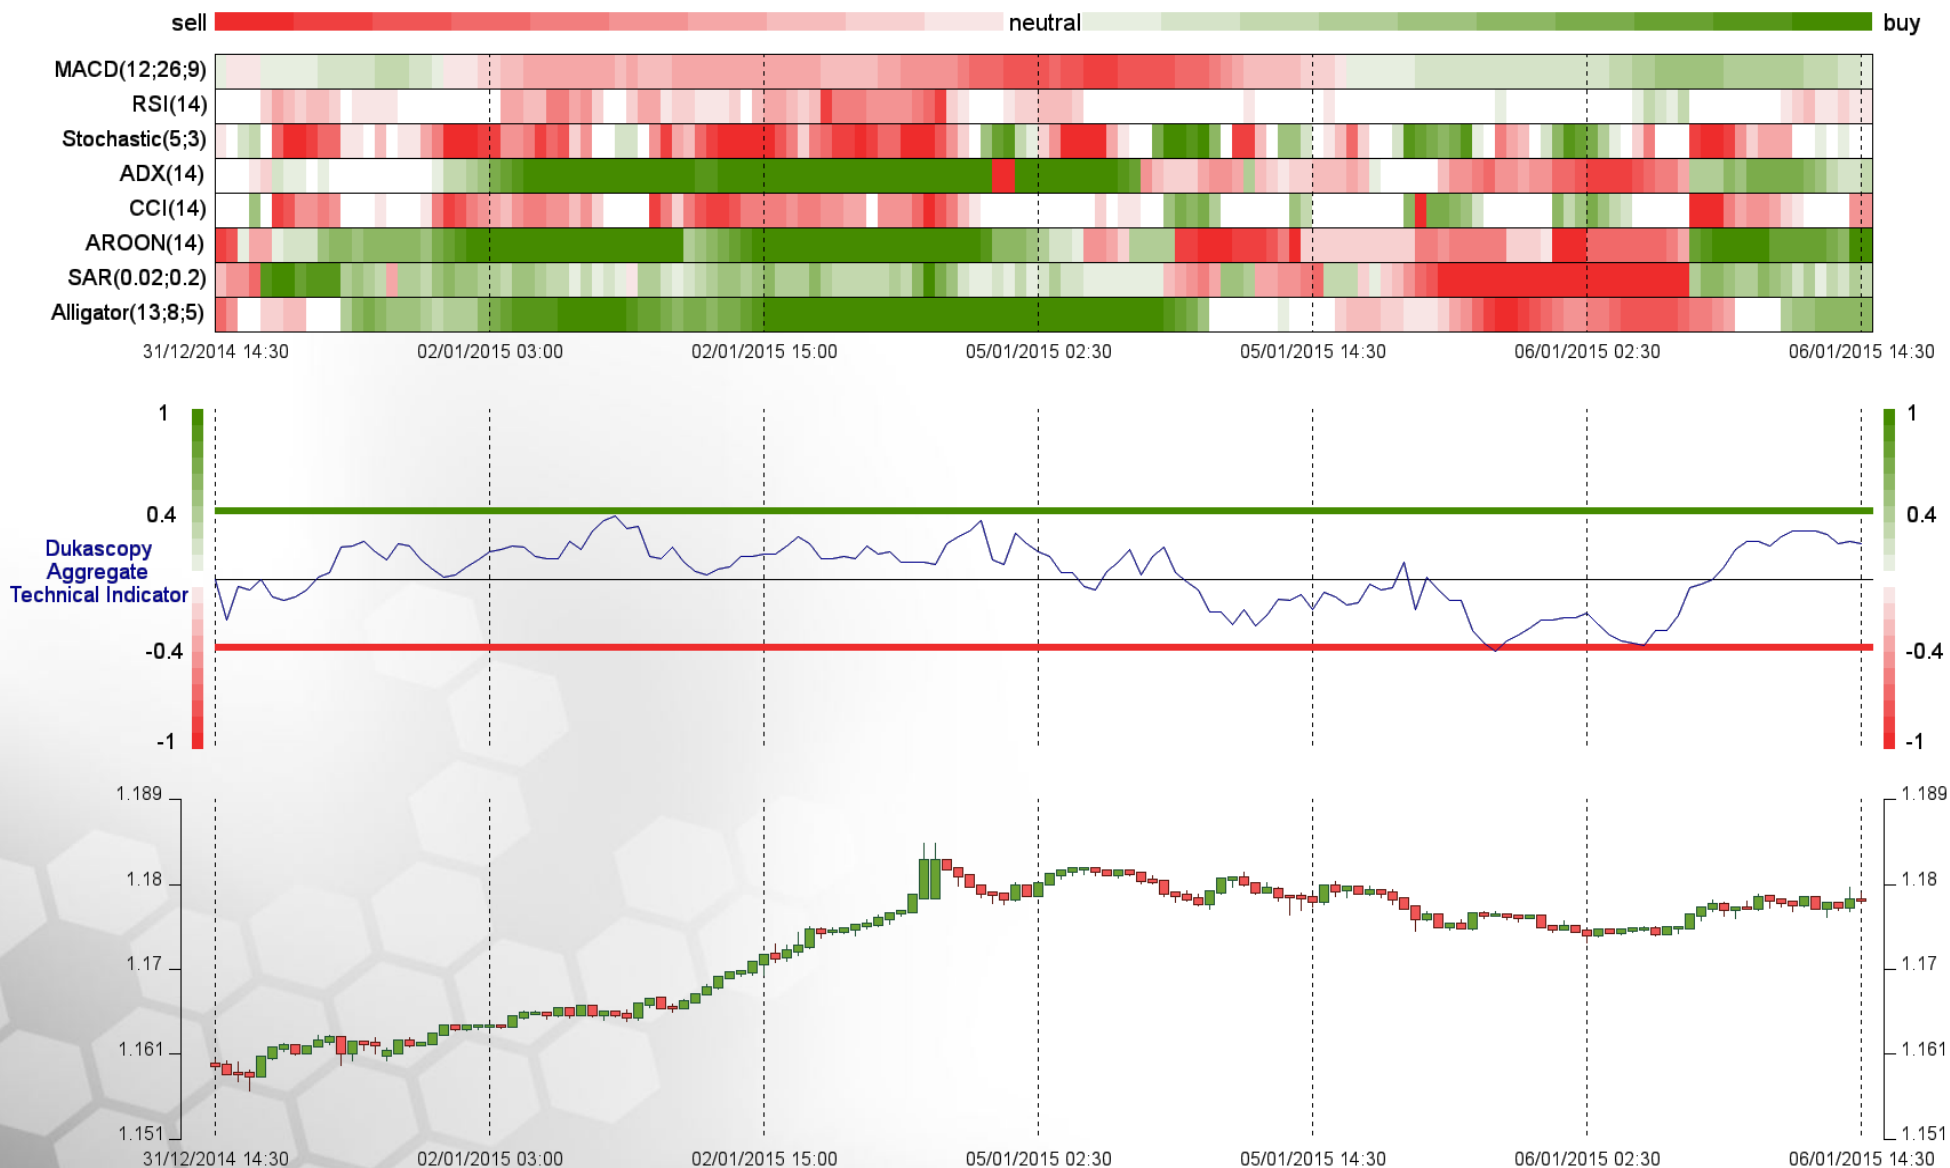 sell neutral buy
MACD(12;26;9)
RSI(14)
Stochastic(5;3)
ADX(14)
CCI(14)
AROON(14)
SAR(0.02;0.2)
Alligator(13;8;5)
31/12/2014 14:30 02/01/2015 03:00 02/01/2015 15:00 05/01/2015 02:30 05/01/2015 14:30 06/01/2015 02:30 06/01/2015 14:30
1 1
0.4 0.4
Dukascopy
Aggregate
Technical Indicator
-0.4 -0.4
-1 -1
1.189 1.189
1.18 1.18
1.17 1.17
1.161 1.161
1.151 1.151
31/12/2014 14:30 02/01/2015 03:00 02/01/2015 15:00 05/01/2015 02:30 05/01/2015 14:30 06/01/2015 02:30 06/01/2015 14:30